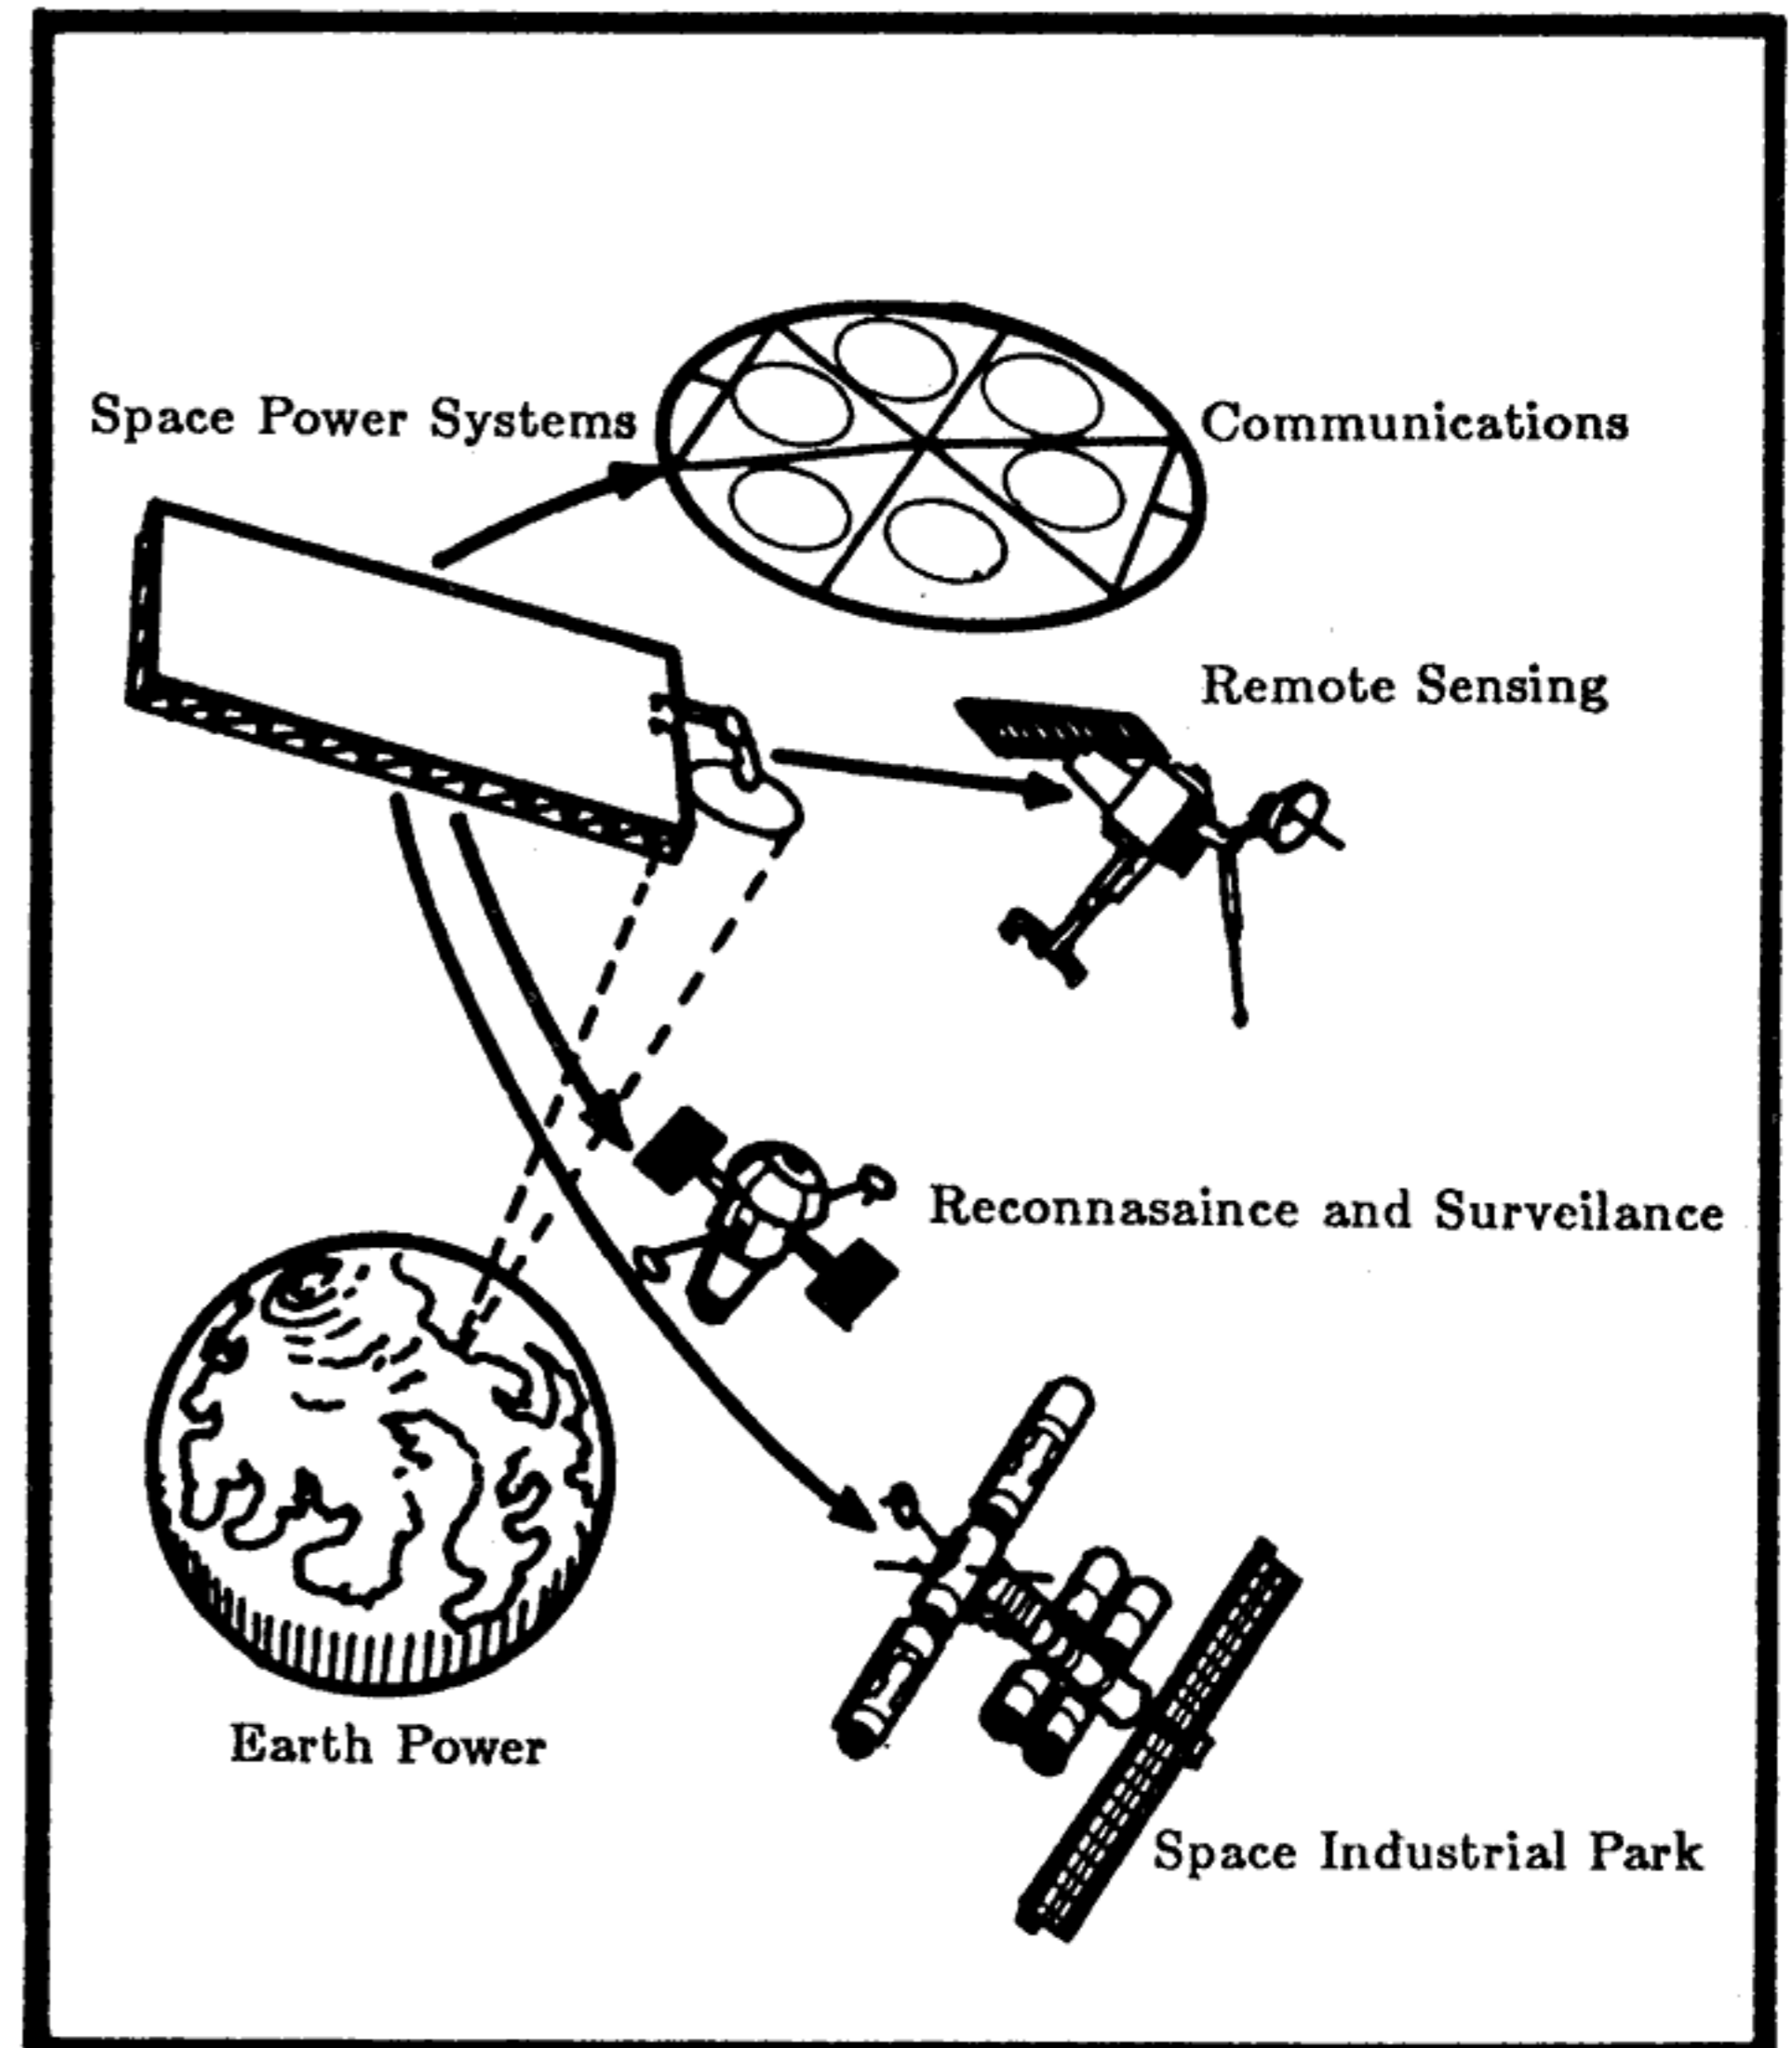 Space Power Systems
Communications
Remote Sensing
Reconnasaince and Surveilance
Earth Power
Space Industrial Park